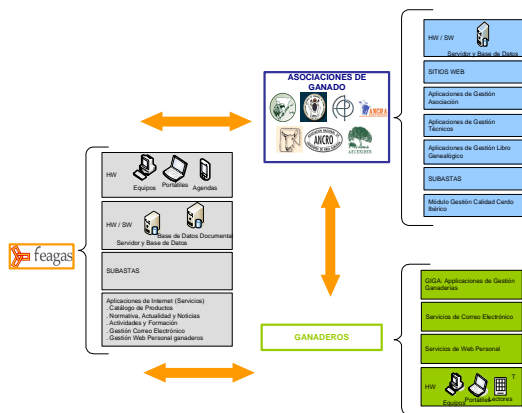 ASOCIACIONES DE
GANADO
ANCRO
AECERIBER
HW / SW
Servidor y Base de Datos
SITIOS WEB
Aplicaciones de Gestión
Asociación
Aplicaciones de Gestión
Técnicos
Aplicaciones de Gestión Libro
Genealógico
SUBASTAS
Módulo Gestión Calidad Cerdo
Ibérico
feagas
HW
Equipos
Portátiles
Agendas
HW / SW
Base de Datos Documental
Servidor y Base de Datos
SUBASTAS
Aplicaciones de Internet (Servicios)
. Catálogo de Productos
. Normativa, Actualidad y Noticias
. Actividades y Formación
. Gestión Correo Electrónico
. Gestión Web Personal ganaderos
GANADEROS
GIGA: Applicaciones de Gestión
Ganaderías
Servicios de Correo Electrónico
Servicios de Web Personal
HW
Equipos
Portátiles
Lectores
T